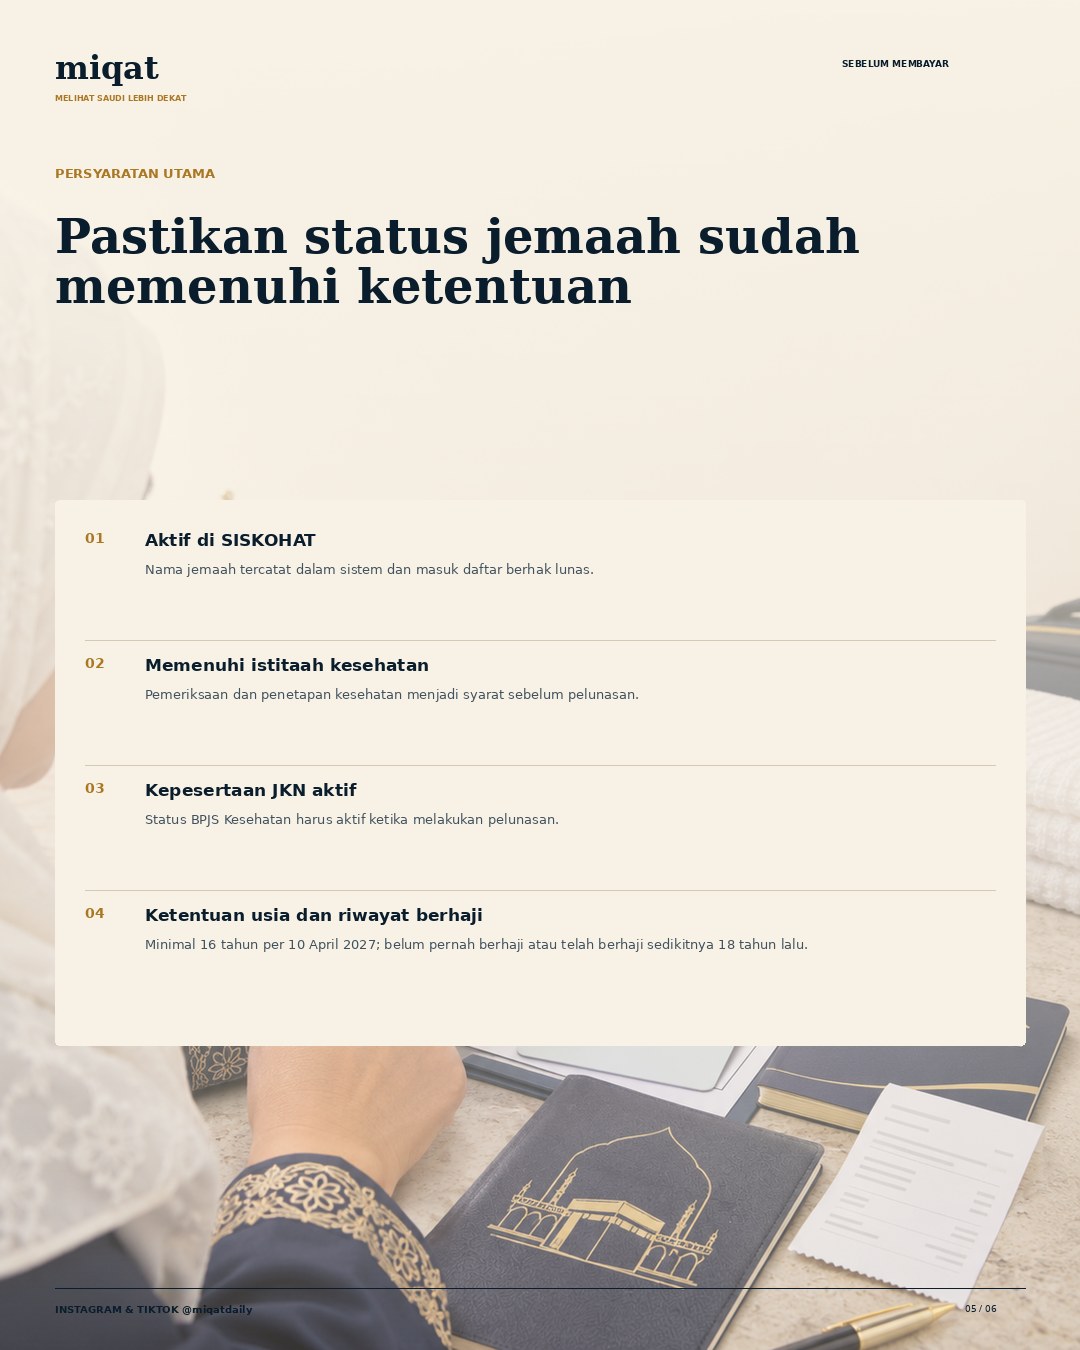 miqat
MELIHAT SAUDI LEBIH DEKAT
SEBELUM MEMBAYAR
PERSYARATAN UTAMA
Pastikan status jemaah sudah
memenuhi ketentuan
01
Aktif di SISKOHAT
Nama jemaah tercatat dalam sistem dan masuk daftar berhak lunas.
02
Memenuhi istitaah kesehatan
Pemeriksaan dan penetapan kesehatan menjadi syarat sebelum pelunasan.
03
Kepesertaan JKN aktif
Status BPJS Kesehatan harus aktif ketika melakukan pelunasan.
04
Ketentuan usia dan riwayat berhaji
Minimal 16 tahun per 10 April 2027; belum pernah berhaji atau telah berhaji sedikitnya 18 tahun lalu.
INSTAGRAM & TIKTOK @miqatdaily
05 / 06